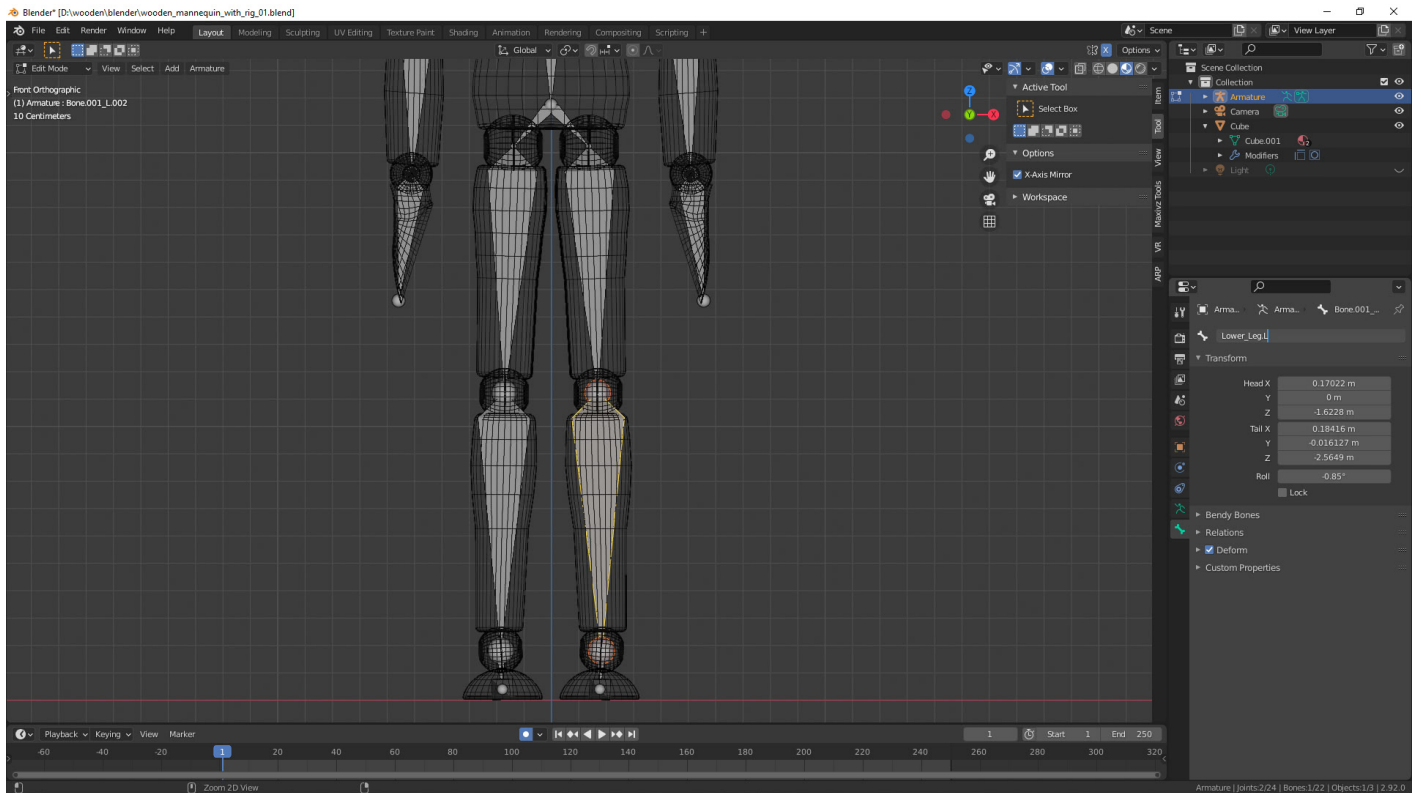 Blender* [D:\wooden\blender\wooden_mannequin_with_rig_01.blend]
File Edit Render Window Help Layout Modeling Sculpting UV Editing Texture Paint Shading Animation Rendering Compositing Scripting + Scene View Layer
Global Options
Edit Mode View Select Add Armature
Front Orthographic
(1) Armature : Bone.001_L.002
10 Centimeters
Z
Y
X
Active Tool
Select Box
Options
X-Axis Mirror
Workspace
Item
Tool
View
Maxivz Tools
VR
ARP
Scene Collection
Collection
Armature
Camera
Cube
Cube.001 2
Modifiers
Light
Arma... Arma... Bone.001_...
Lower_Leg.L
Transform
Head X 0.17022 m
Y 0 m
Z -1.6228 m
Tail X 0.18416 m
Y -0.016127 m
Z -2.5649 m
Roll -0.85°
Lock
Bendy Bones
Relations
Deform
Custom Properties
Playback Keying View Marker 1 Start 1 End 250
-60 -40 -20 1 20 40 60 80 100 120 140 160 180 200 220 240 260 280 300 320
Zoom 2D View
Armature | Joints:2/24 | Bones:1/22 | Objects:1/3 | 2.92.0